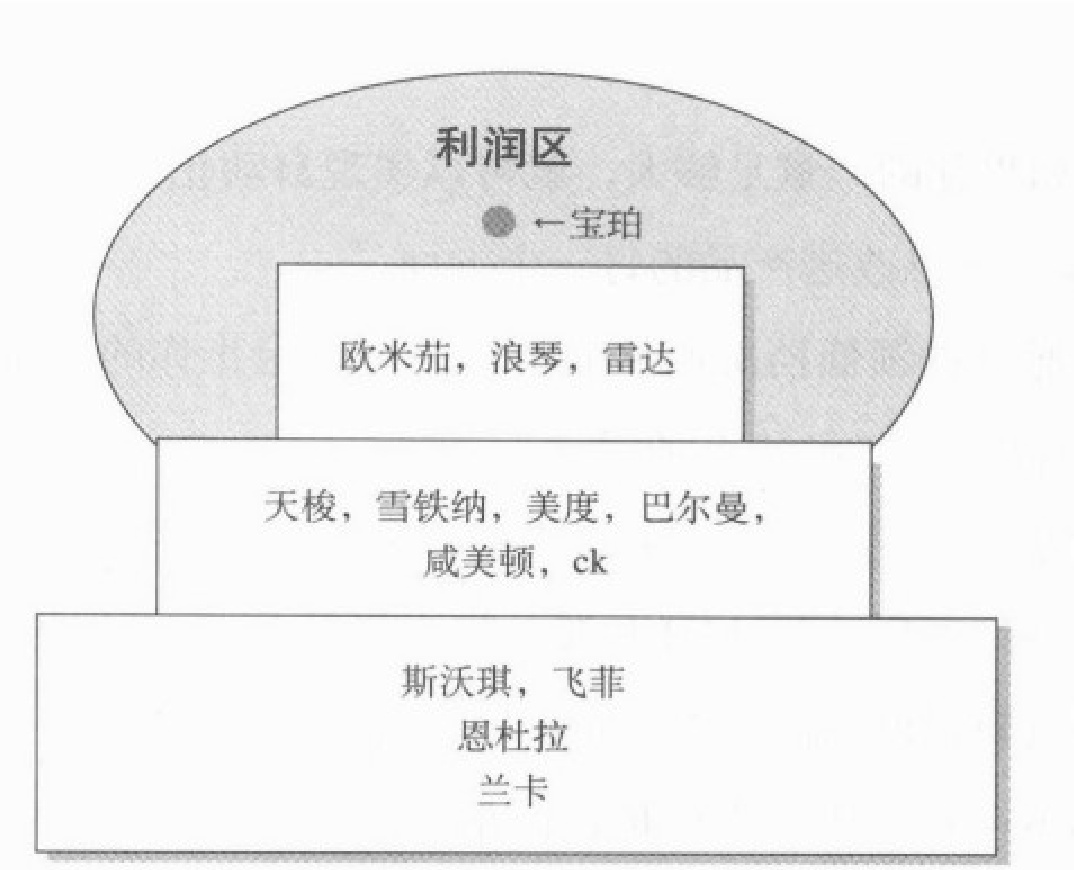 利润区
←宝珀
欧米茄，浪琴，雷达
天梭，雪铁纳，美度，巴尔曼，
咸美顿，ck
斯沃琪，飞菲
恩杜拉
兰卡